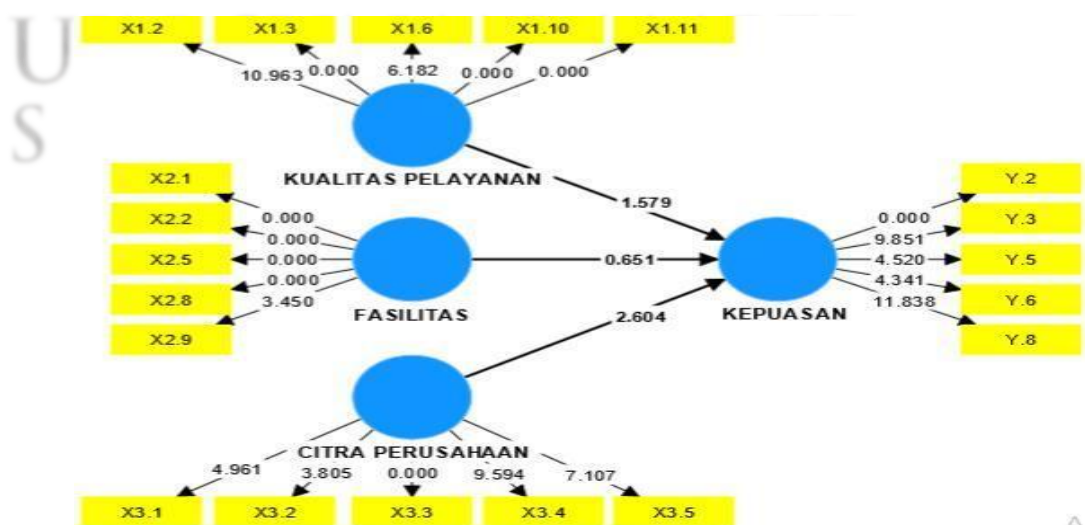 U
S
X1.2 X1.3 X1.6 X1.10 X1.11
10.963 0.000 6.182 0.000 0.000
KUALITAS PELAYANAN
X2.1
X2.2
X2.5
X2.8
X2.9
0.000
0.000
0.000
0.000
3.450
FASILITAS
1.579
0.651
2.604
KEPUASAN
0.000
9.851
4.520
4.341
11.838
Y.2
Y.3
Y.5
Y.6
Y.8
CITRA PERUSAHAAN
4.961 3.805 0.000 9.594 7.107
X3.1 X3.2 X3.3 X3.4 X3.5